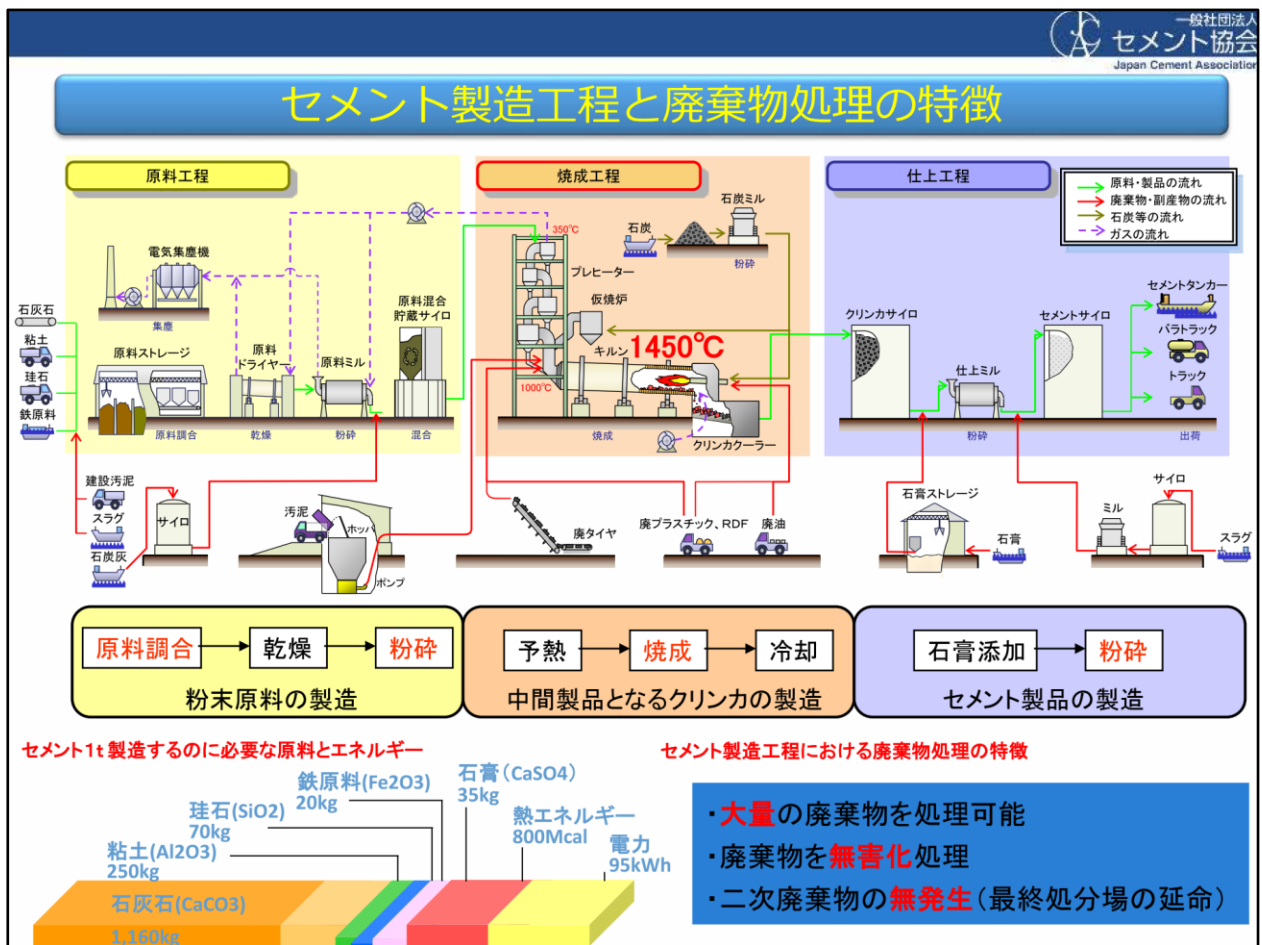 一般社団法人
セメント協会
Japan Cement Association
セメント製造工程と廃棄物処理の特徴
原料工程
焼成工程
仕上工程
原料・製品の流れ
廃棄物・副産物の流れ
石炭等の流れ
ガスの流れ
電気集塵機
集塵
石灰石
粘土
珪石
鉄原料
原料ストレージ
原料調合
原料
ドライヤー
乾燥
原料ミル
粉砕
原料混合
貯蔵サイロ
混合
350℃
プレヒーター
仮焼炉
石炭
石炭ミル
粉砕
キルン
1450℃
1000℃
焼成
クリンカクーラー
クリンカサイロ
仕上ミル
粉砕
セメントサイロ
セメントタンカー
バラトラック
トラック
出荷
建設汚泥
スラグ
石炭灰
サイロ
汚泥
ホッパ
ポンプ
廃タイヤ
廃プラスチック、RDF
廃油
石膏ストレージ
石膏
ミル
サイロ
スラグ
原料調合
乾燥
粉砕
粉末原料の製造
予熱
焼成
冷却
中間製品となるクリンカの製造
石膏添加
粉砕
セメント製品の製造
セメント1t 製造するのに必要な原料とエネルギー
石灰石(CaCO3)
1,160kg
粘土(Al2O3)
250kg
珪石(SiO2)
70kg
鉄原料(Fe2O3)
20kg
石膏(CaSO4)
35kg
熱エネルギー
800Mcal
電力
95kWh
セメント製造工程における廃棄物処理の特徴
・大量の廃棄物を処理可能
・廃棄物を無害化処理
・二次廃棄物の無発生(最終処分場の延命)